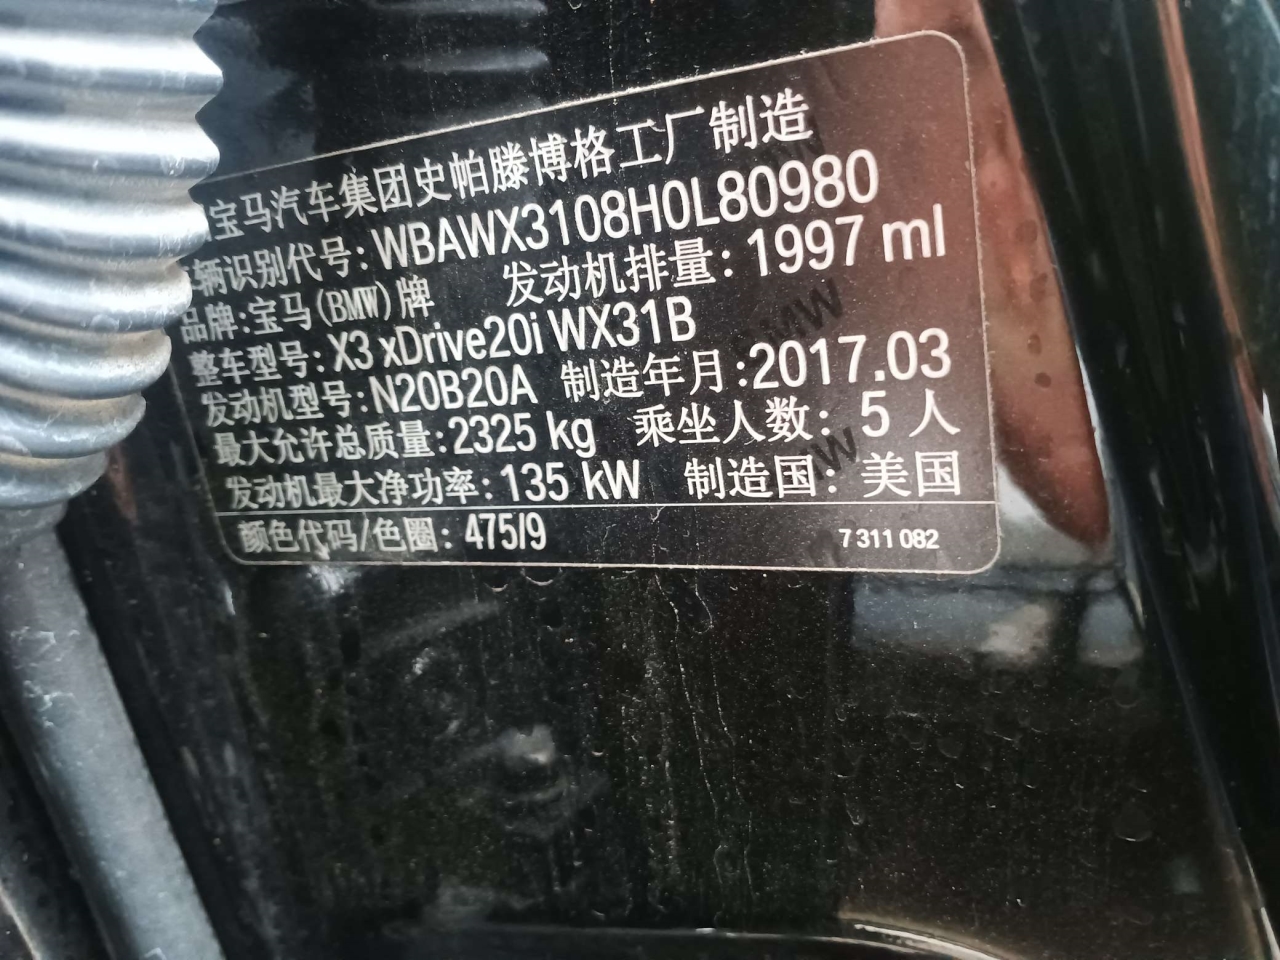 宝马汽车集团史帕滕博格工厂制造
车辆识别代号: WBAWX3108H0L80980
品牌:宝马(BMW)牌 发动机排量: 1997 ml
整车型号: X3 xDrive20i WX31B
发动机型号: N20B20A 制造年月:2017.03
最大允许总质量: 2325 kg 乘坐人数: 5 人
发动机最大净功率: 135 kW 制造国: 美国
颜色代码/色圈: 475/9 7 311 082